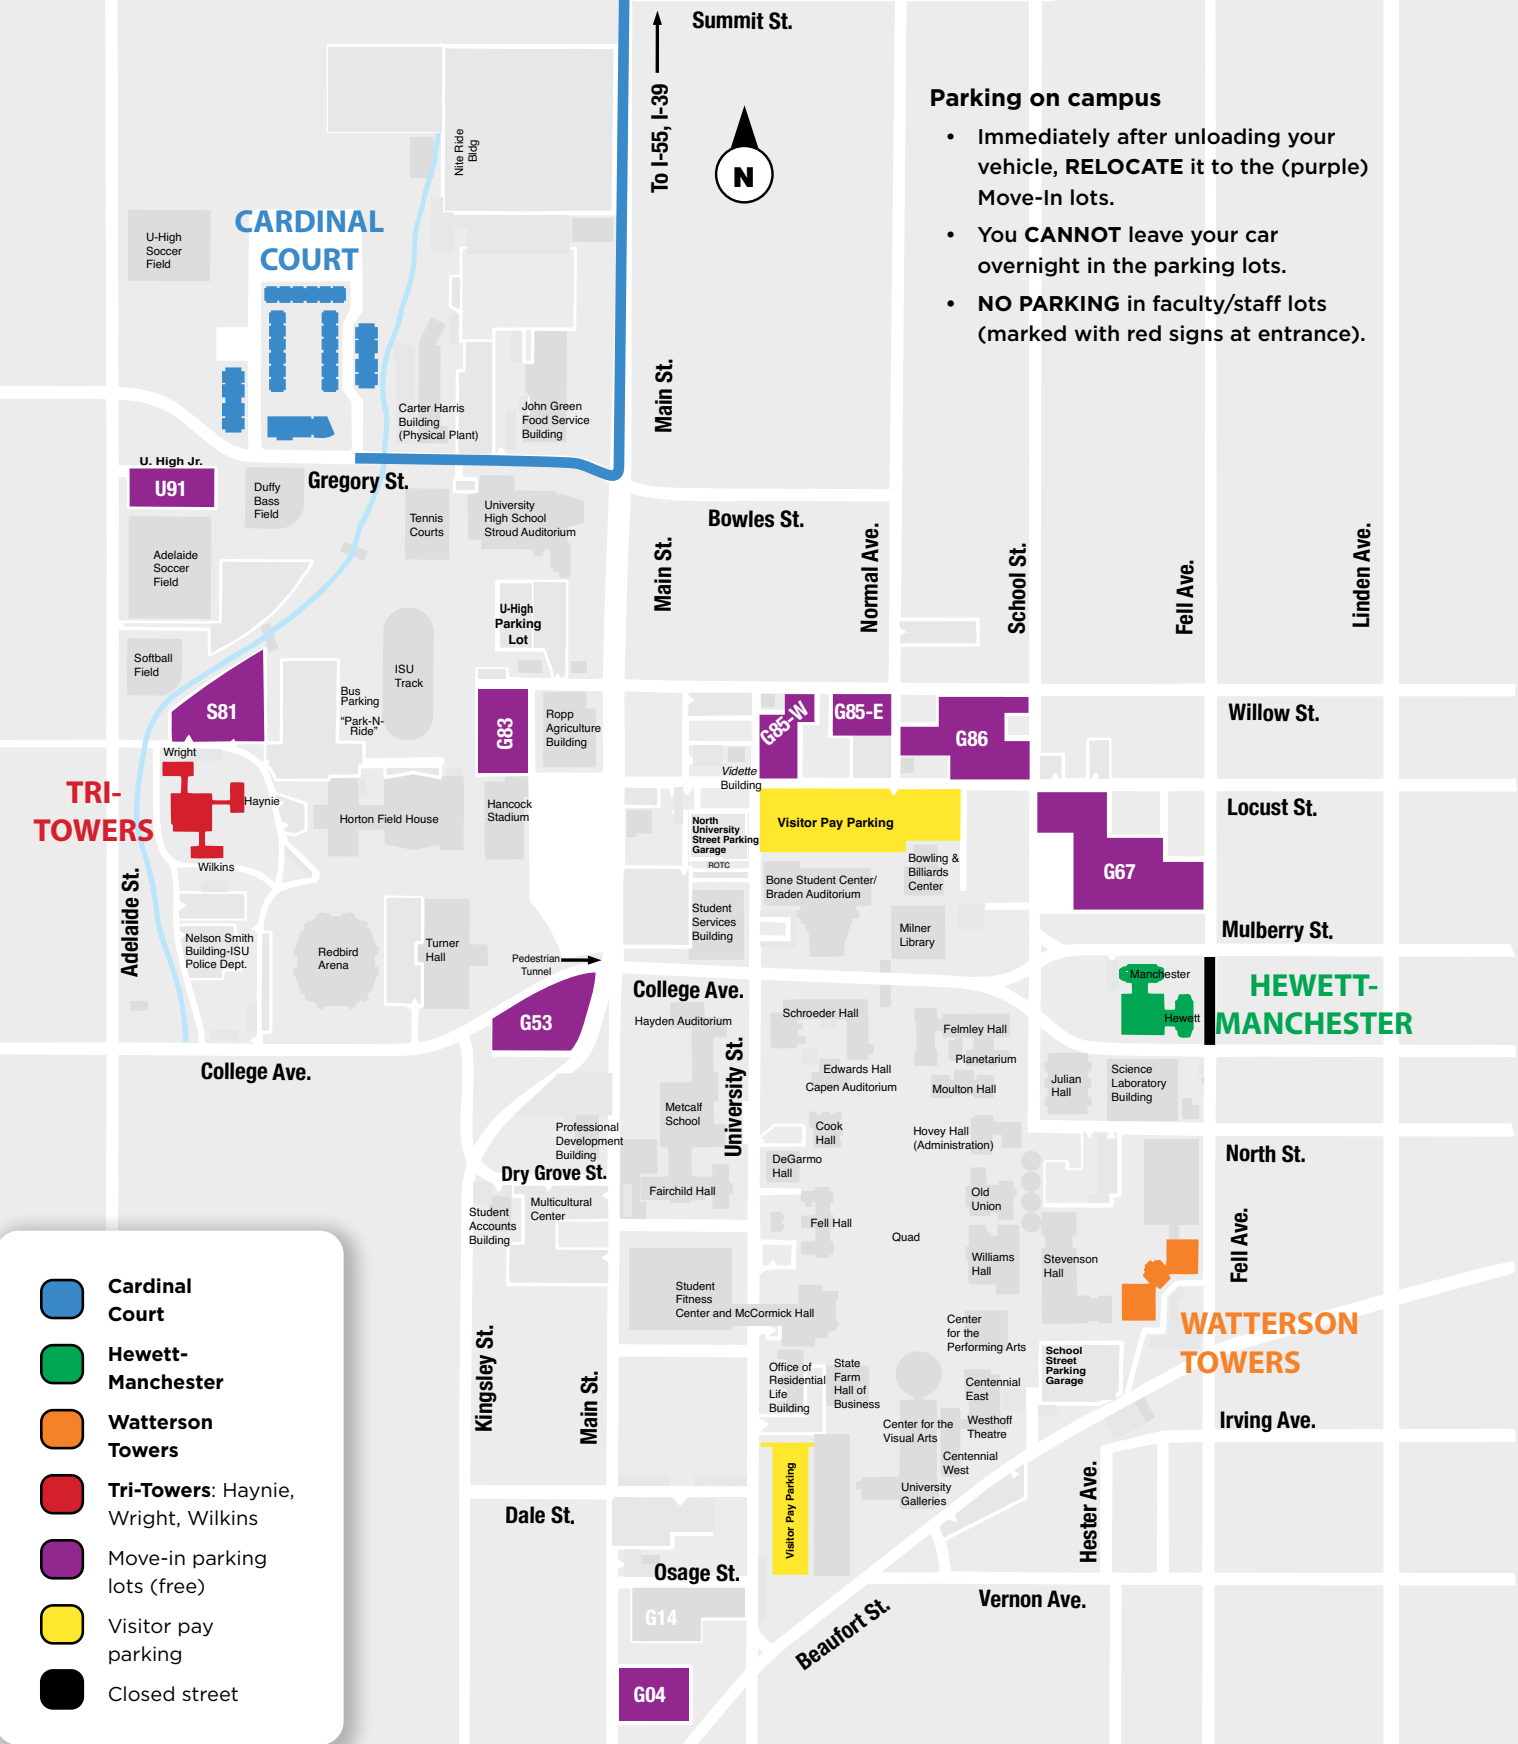 Summit St.
To I-55, I-39
N
Parking on campus
• Immediately after unloading your
vehicle, RELOCATE it to the (purple)
Move-In lots.
• You CANNOT leave your car
overnight in the parking lots.
• NO PARKING in faculty/staff lots
(marked with red signs at entrance).
Nite Ride
Bldg
CARDINAL
COURT
U-High
Soccer
Field
Main St.
Carter Harris
Building
(Physical Plant)
John Green
Food Service
Building
U. High Jr.
U91
Gregory St.
Duffy
Bass
Field
Tennis
Courts
University
High School
Stroud Auditorium
Bowles St.
Main St.
Normal Ave.
School St.
Fell Ave.
Linden Ave.
Adelaide
Soccer
Field
U-High
Parking
Lot
Softball
Field
ISU
Track
Bus
Parking
"Park-N-
Ride"
S81
G83
Ropp
Agriculture
Building
G85-W
G85-E
G86
Willow St.
Wright
Haynie
Wilkins
TRI-
TOWERS
Horton Field House
Hancock
Stadium
Vidette
Building
North
University
Street Parking
Garage
ROTC
Visitor Pay Parking
Locust St.
G67
Bowling &
Billiards
Center
Bone Student Center/
Braden Auditorium
Student
Services
Building
Milner
Library
Mulberry St.
Adelaide St.
Nelson Smith
Building-ISU
Police Dept.
Redbird
Arena
Turner
Hall
Pedestrian
Tunnel
College Ave.
Manchester
Hewett
HEWETT-
MANCHESTER
G53
Hayden Auditorium
Schroeder Hall
Felmley Hall
Planetarium
Edwards Hall
Capen Auditorium
Moulton Hall
Julian
Hall
Science
Laboratory
Building
College Ave.
University St.
Metcalf
School
Professional
Development
Building
Cook
Hall
Hovey Hall
(Administration)
DeGarmo
Hall
North St.
Dry Grove St.
Fairchild Hall
Multicultural
Center
Student
Accounts
Building
Old
Union
Fell Hall
Quad
Williams
Hall
Stevenson
Hall
Fell Ave.
Student
Fitness
Center and McCormick Hall
Center
for the
Performing Arts
WATTERSON
TOWERS
School
Street
Parking
Garage
Kingsley St.
Main St.
Office of
Residential
Life
Building
State
Farm
Hall of
Business
Centennial
East
Center for the
Visual Arts
Westhoff
Theatre
Centennial
West
University
Galleries
Irving Ave.
Hester Ave.
Visitor Pay Parking
Dale St.
Osage St.
Vernon Ave.
Beaufort St.
G14
G04
Cardinal
Court
Hewett-
Manchester
Watterson
Towers
Tri-Towers: Haynie,
Wright, Wilkins
Move-in parking
lots (free)
Visitor pay
parking
Closed street